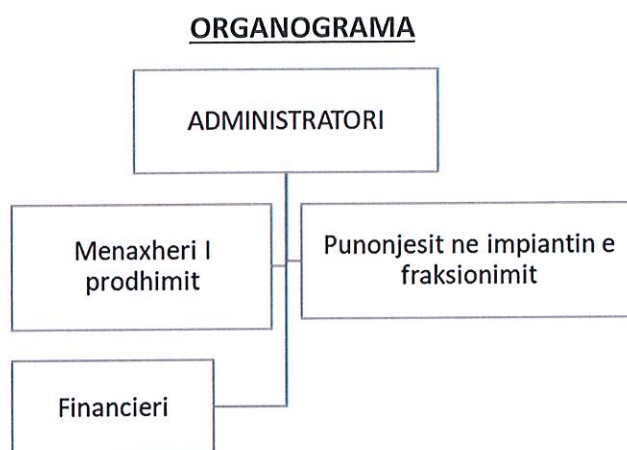 ORGANOGRAMA
ADMINISTRATORI
Menaxheri I
prodhimit
Punonjesit ne impiantin e
fraksionimit
Financieri